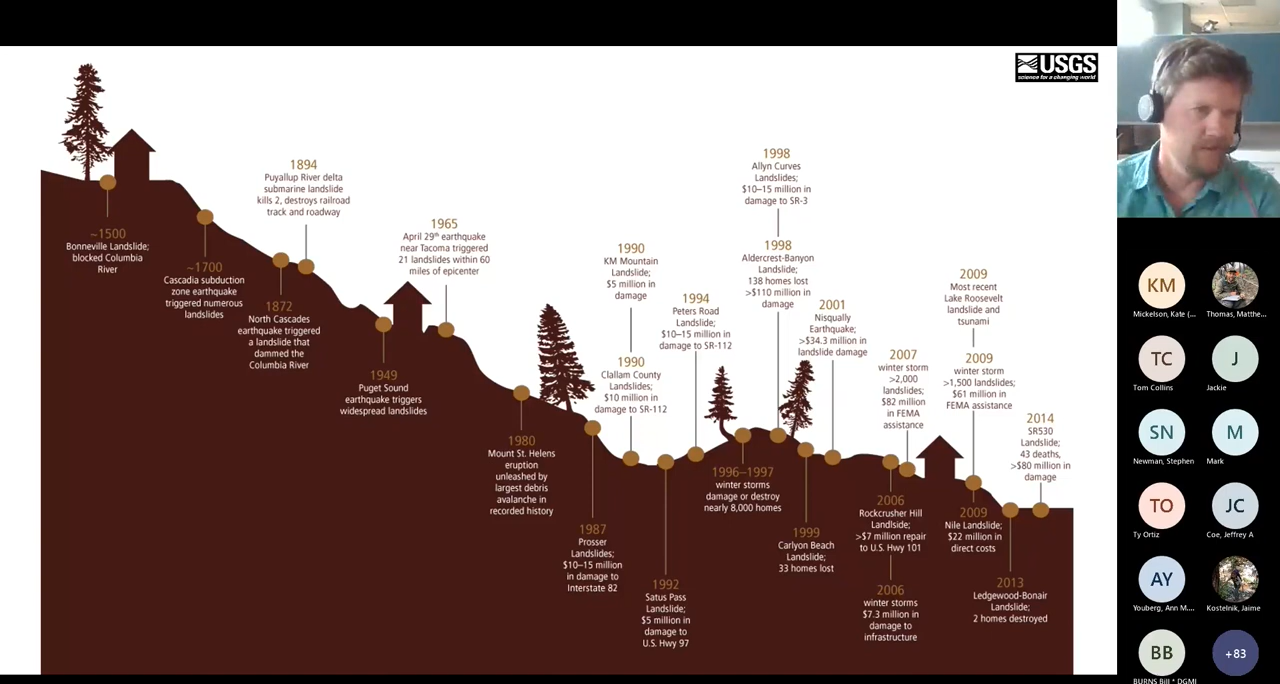 USGS
science for a changing world
~1500
Bonneville Landslide;
blocked Columbia
River
~1700
Cascadia subduction
zone earthquake
triggered numerous
landslides
1872
North Cascades
earthquake triggered
a landslide that
dammed the
Columbia River
1894
Puyallup River delta
submarine landslide
kills 2, destroys railroad
track and roadway
1949
Puget Sound
earthquake triggers
widespread landslides
1965
April 29th earthquake
near Tacoma triggered
21 landslides within 60
miles of epicenter
1980
Mount St. Helens
eruption
unleashed by
largest debris
avalanche in
recorded history
1987
Prosser
Landslides;
$10–15 million
in damage to
Interstate 82
1990
KM Mountain
Landslide;
$5 million in
damage
1990
Clallam County
Landslides;
$10 million in
damage to SR-112
1992
Satus Pass
Landslide;
$5 million in
damage to
U.S. Hwy 97
1994
Peters Road
Landslide;
$10–15 million in
damage to SR-112
1996–1997
winter storms
damage or destroy
nearly 8,000 homes
1998
Allyn Curves
Landslides;
$10–15 million in
damage to SR-3
1998
Aldercrest-Banyon
Landslide;
138 homes lost
>$110 million in
damage
1999
Carlyon Beach
Landslide;
33 homes lost
2001
Nisqually
Earthquake;
>$34.3 million in
landslide damage
2006
Rockcrusher Hill
Landlside;
>$7 million repair
to U.S. Hwy 101
2006
winter storms
$7.3 million in
damage to
infrastructure
2007
winter storm
>2,000
landslides;
$82 million
in FEMA
assistance
2009
Most recent
Lake Roosevelt
landslide and
tsunami
2009
winter storm
>1,500 landslides;
$61 million in
FEMA assistance
2009
Nile Landslide;
$22 million in
direct costs
2013
Ledgewood-Bonair
Landslide;
2 homes destroyed
2014
SR530
Landslide;
43 deaths,
>$80 million in
damage
KM
Mickelson, Kate (...
Thomas, Matthe...
TC
Tom Collins
J
Jackie
SN
Newman, Stephen
M
Mark
TO
Ty Ortiz
JC
Coe, Jeffrey A
AY
Youberg, Ann M....
Kostelnik, Jaime
BB
BURNS Bill * DGMI
+83